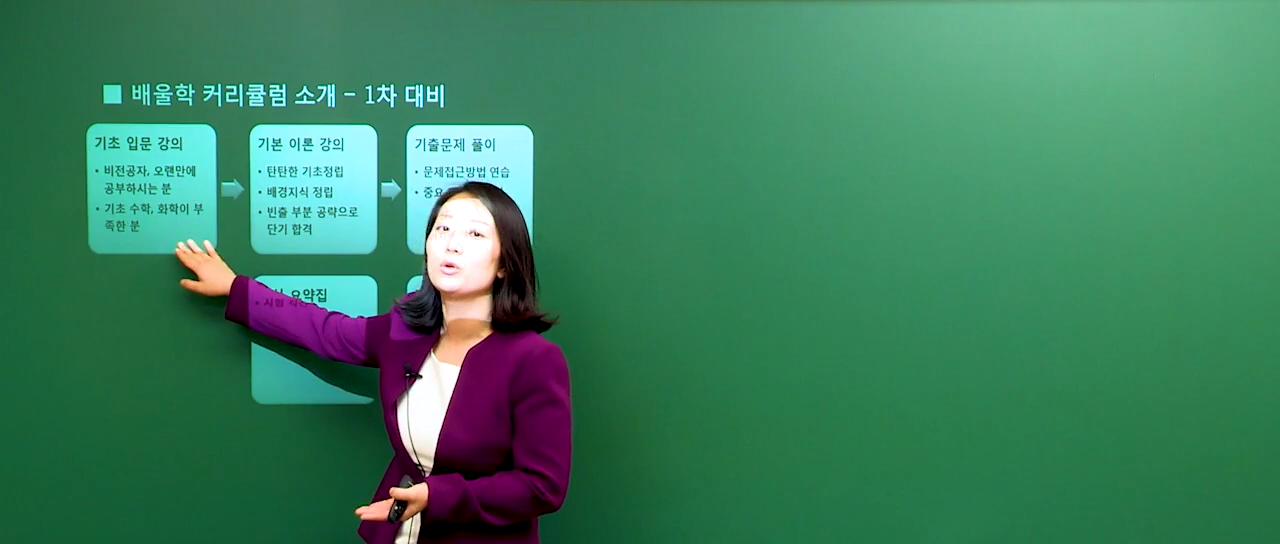 ■ 배울학 커리큘럼 소개 - 1차 대비
기초 입문 강의
• 비전공자, 오랜만에
공부하시는 분
• 기초 수학, 화학이 부
족한 분
기본 이론 강의
• 탄탄한 기초정립
• 배경지식 정립
• 빈출 부분 공략으로
단기 합격
기출문제 풀이
• 문제접근방법 연습
• 중요
요약집
• 시험